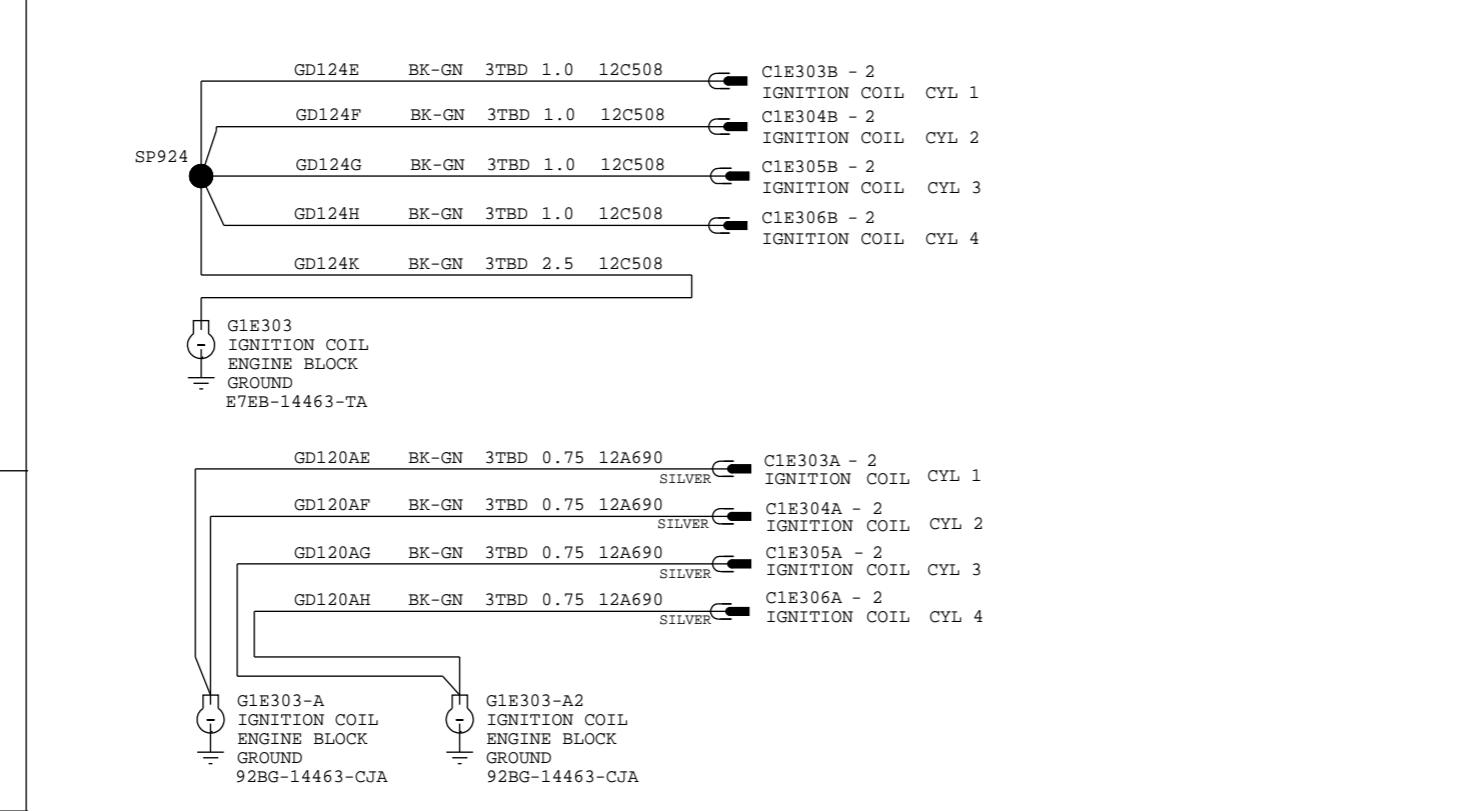 GD124E BK-GN 3TBD 1.0 12C508 C1E303B - 2
IGNITION COIL CYL 1
GD124F BK-GN 3TBD 1.0 12C508 C1E304B - 2
IGNITION COIL CYL 2
SP924
GD124G BK-GN 3TBD 1.0 12C508 C1E305B - 2
IGNITION COIL CYL 3
GD124H BK-GN 3TBD 1.0 12C508 C1E306B - 2
IGNITION COIL CYL 4
GD124K BK-GN 3TBD 2.5 12C508
G1E303
IGNITION COIL
ENGINE BLOCK
GROUND
E7EB-14463-TA
GD120AE BK-GN 3TBD 0.75 12A690 C1E303A - 2
SILVER IGNITION COIL CYL 1
GD120AF BK-GN 3TBD 0.75 12A690 C1E304A - 2
SILVER IGNITION COIL CYL 2
GD120AG BK-GN 3TBD 0.75 12A690 C1E305A - 2
SILVER IGNITION COIL CYL 3
GD120AH BK-GN 3TBD 0.75 12A690 C1E306A - 2
SILVER IGNITION COIL CYL 4
G1E303-A
IGNITION COIL
ENGINE BLOCK
GROUND
92BG-14463-CJA
G1E303-A2
IGNITION COIL
ENGINE BLOCK
GROUND
92BG-14463-CJA